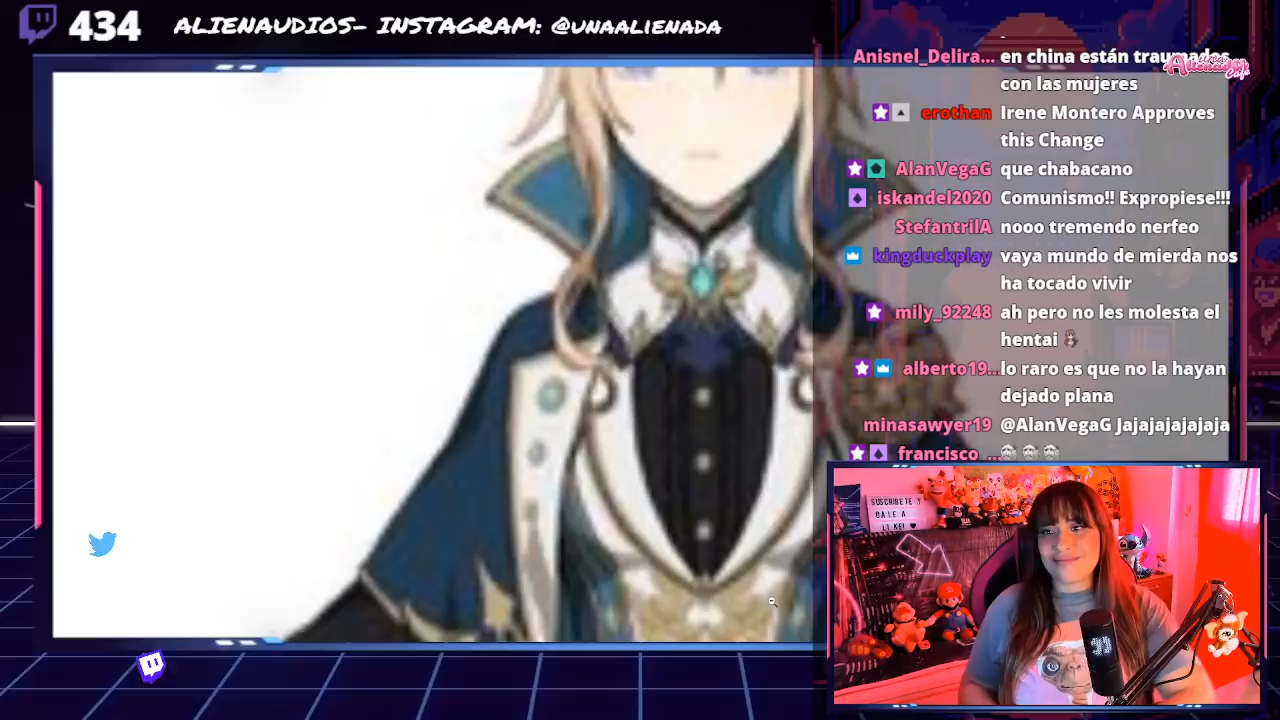 434
ALIENAUDIOS- INSTAGRAM: @UNAALIENADA
Anisnel_Delira... en china están traumados
con las mujeres
erothan Irene Montero Approves
this Change
AlanVegaG que chabacano
iskandel2020 Comunismo!! Expropiese!!!
StefantrilA nooo tremendo nerfeo
kingduckplay vaya mundo de mierda nos
ha tocado vivir
mily_92248 ah pero no les molesta el
hentai
alberto19... lo raro es que no la hayan
dejado plana
minasawyer19 @AlanVegaG Jajajajajaja
francisco_...
SUSCRIBETE Y
DALE A
LIKE!